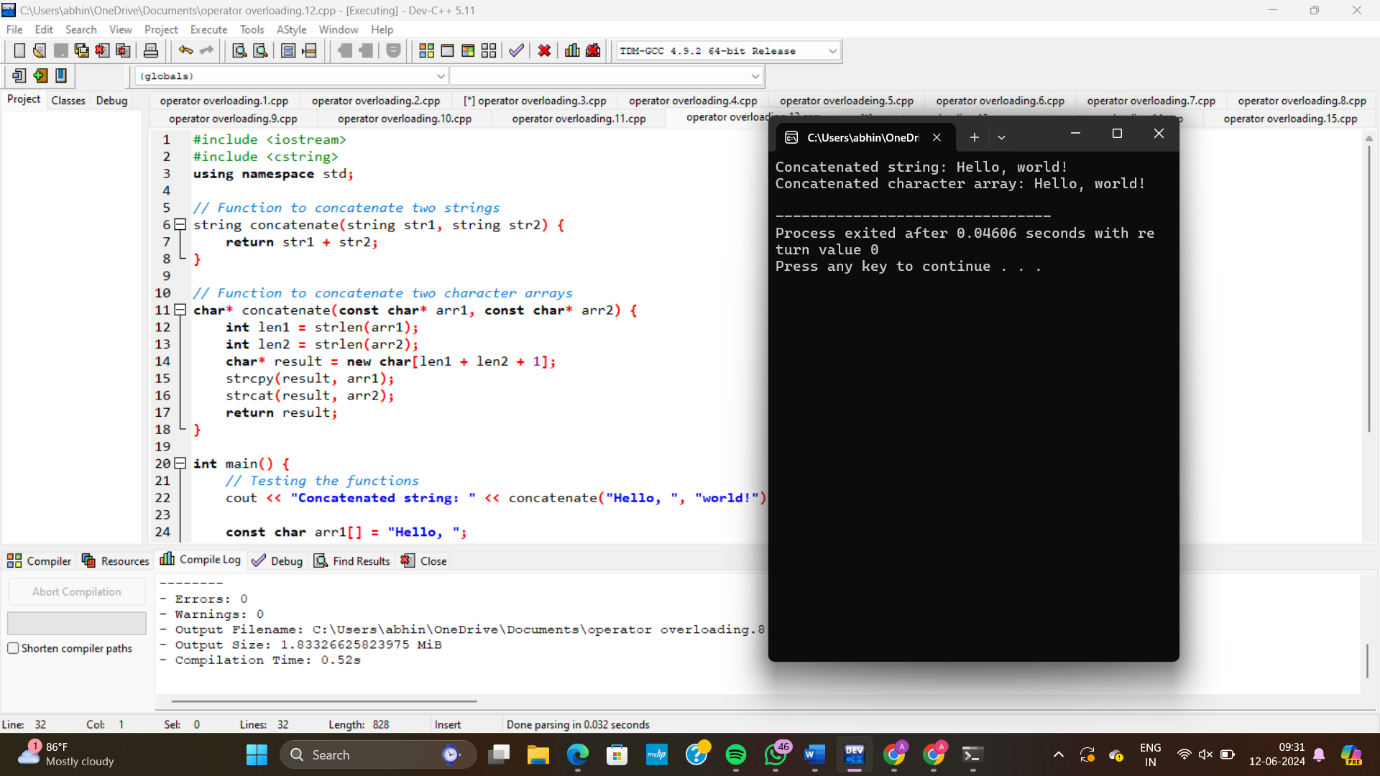 C:\Users\abhin\OneDrive\Documents\operator overloading.12.cpp - [Executing] - Dev-C++ 5.11
File Edit Search View Project Execute Tools AStyle Window Help
TDM-GCC 4.9.2 64-bit Release
(globals)
Project Classes Debug
operator overloading.1.cpp operator overloading.2.cpp [*] operator overloading.3.cpp operator overloading.4.cpp operator overloadeing.5.cpp operator overloading.6.cpp operator overloading.7.cpp operator overloading.8.cpp
operator overloading.9.cpp operator overloading.10.cpp operator overloading.11.cpp operator overloading.15.cpp
1 #include <iostream>
2 #include <cstring>
3 using namespace std;
4
5 // Function to concatenate two strings
6 string concatenate(string str1, string str2) {
7 return str1 + str2;
8 }
9
10 // Function to concatenate two character arrays
11 char* concatenate(const char* arr1, const char* arr2) {
12 int len1 = strlen(arr1);
13 int len2 = strlen(arr2);
14 char* result = new char[len1 + len2 + 1];
15 strcpy(result, arr1);
16 strcat(result, arr2);
17 return result;
18 }
19
20 int main() {
21 // Testing the functions
22 cout << "Concatenated string: " << concatenate("Hello, ", "world!")
23
24 const char arr1[] = "Hello, ";
C:\Users\abhin\OneDri
Concatenated string: Hello, world!
Concatenated character array: Hello, world!
--------------------------------
Process exited after 0.04606 seconds with re
turn value 0
Press any key to continue . . .
Compiler Resources Compile Log Debug Find Results Close
Abort Compilation
Shorten compiler paths
--------
- Errors: 0
- Warnings: 0
- Output Filename: C:\Users\abhin\OneDrive\Documents\operator overloading.8
- Output Size: 1.83326625823975 MiB
- Compilation Time: 0.52s
Line: 32 Col: 1 Sel: 0 Lines: 32 Length: 828 Insert Done parsing in 0.032 seconds
1
86°F
Mostly cloudy
Search
myhp
46
W
DEV
A
A
ENG
IN
09:31
12-06-2024
PRE